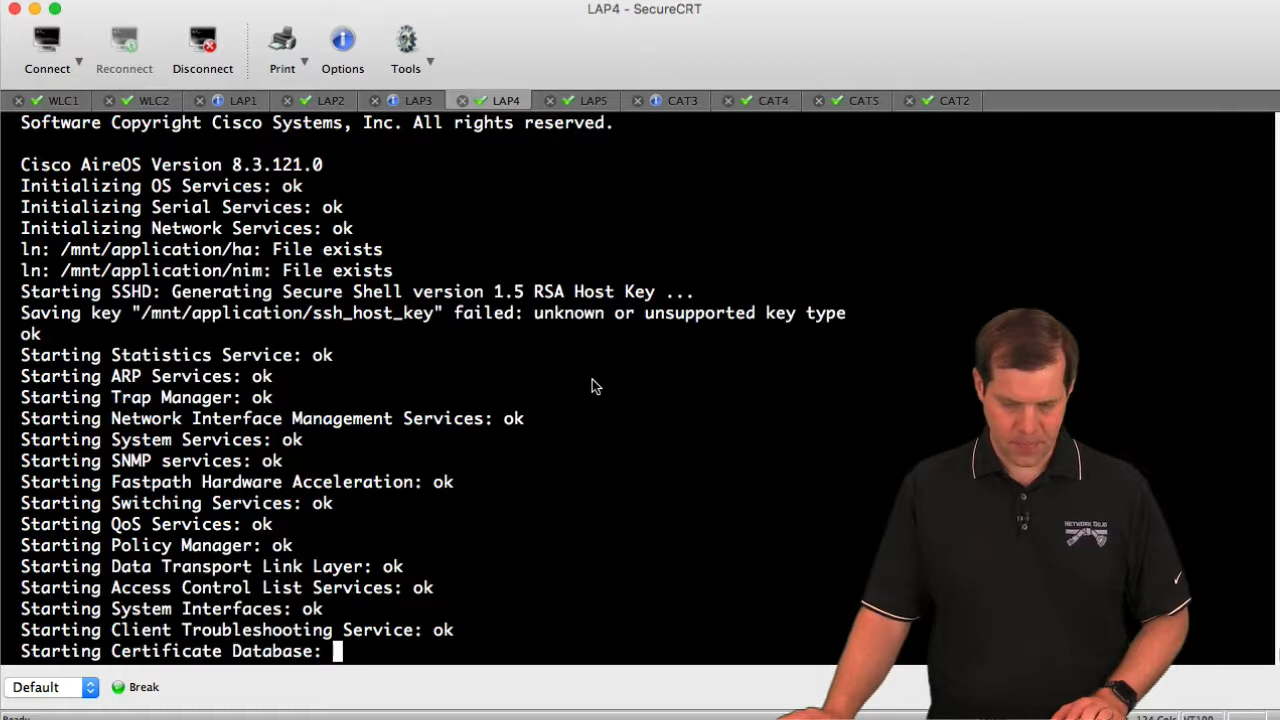 LAP4 - SecureCRT
Connect
Reconnect
Disconnect
Print
Options
Tools
WLC1
WLC2
LAP1
LAP2
LAP3
LAP4
LAP5
CAT3
CAT4
CAT5
CAT2
Software Copyright Cisco Systems, Inc. All rights reserved.
Cisco AireOS Version 8.3.121.0
Initializing OS Services: ok
Initializing Serial Services: ok
Initializing Network Services: ok
ln: /mnt/application/ha: File exists
ln: /mnt/application/nim: File exists
Starting SSHD: Generating Secure Shell version 1.5 RSA Host Key ...
Saving key "/mnt/application/ssh_host_key" failed: unknown or unsupported key type
ok
Starting Statistics Service: ok
Starting ARP Services: ok
Starting Trap Manager: ok
Starting Network Interface Management Services: ok
Starting System Services: ok
Starting SNMP services: ok
Starting Fastpath Hardware Acceleration: ok
Starting Switching Services: ok
Starting QoS Services: ok
Starting Policy Manager: ok
Starting Data Transport Link Layer: ok
Starting Access Control List Services: ok
Starting System Interfaces: ok
Starting Client Troubleshooting Service: ok
Starting Certificate Database:
NETWORK DOJO
Default
Break
Ready
124 Cols
VT100